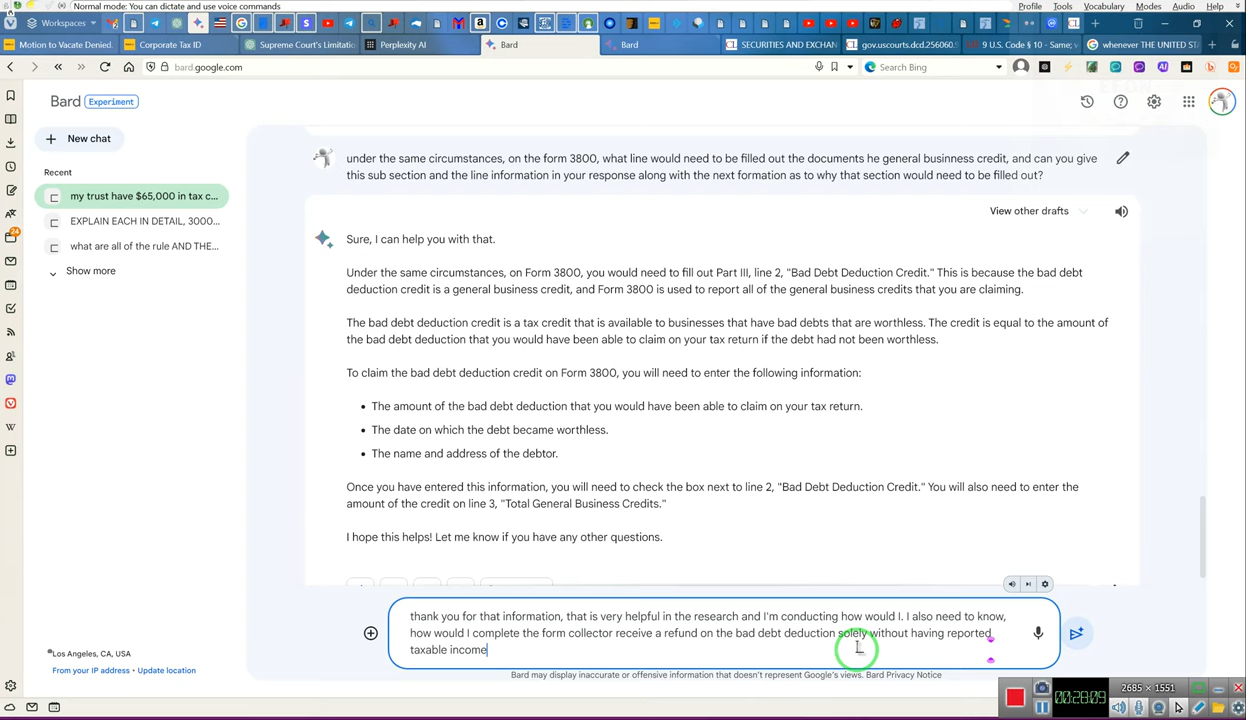 Normal mode: You can dictate and use voice commands
Profile Tools Vocabulary Modes Audio Help
Workspaces
Motion to Vacate Denied. Corporate Tax ID Supreme Court's Limitatio Perplexity AI Bard Bard SECURITIES AND EXCHAN gov.uscourts.dcd.256060. 9 U.S. Code § 10 - Same; v whenever THE UNITED ST
bard.google.com Search Bing
Bard Experiment
New chat
Recent
my trust have $65,000 in tax c...
EXPLAIN EACH IN DETAIL, 3000...
what are all of the rule AND THE...
Show more
under the same circumstances, on the form 3800, what line would need to be filled out the documents he general businness credit, and can you give
this sub section and the line information in your response along with the next formation as to why that section would need to be filled out?
View other drafts
Sure, I can help you with that.
Under the same circumstances, on Form 3800, you would need to fill out Part III, line 2, "Bad Debt Deduction Credit." This is because the bad debt
deduction credit is a general business credit, and Form 3800 is used to report all of the general business credits that you are claiming.
The bad debt deduction credit is a tax credit that is available to businesses that have bad debts that are worthless. The credit is equal to the amount of
the bad debt deduction that you would have been able to claim on your tax return if the debt had not been worthless.
To claim the bad debt deduction credit on Form 3800, you will need to enter the following information:
• The amount of the bad debt deduction that you would have been able to claim on your tax return.
• The date on which the debt became worthless.
• The name and address of the debtor.
Once you have entered this information, you will need to check the box next to line 2, "Bad Debt Deduction Credit." You will also need to enter the
amount of the credit on line 3, "Total General Business Credits."
I hope this helps! Let me know if you have any other questions.
thank you for that information, that is very helpful in the research and I'm conducting how would I. I also need to know,
how would I complete the form collector receive a refund on the bad debt deduction solely without having reported
taxable income
Los Angeles, CA, USA
From your IP address • Update location
Bard may display inaccurate or offensive information that doesn't represent Google's views. Bard Privacy Notice
00:28:09 2685 × 1551